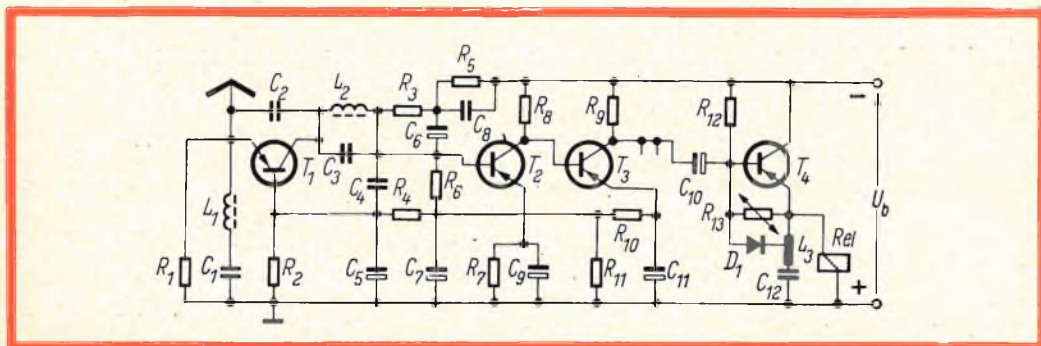 C2
L2
R3
R5
C6
C8
R8
R9
R12
T1
C3
C4
R4
R6
T2
T3
C10
T4
Ub
L1
R13
R10
D1
L3
Rel
R1
C1
R2
C5
C7
R7
C9
R11
C11
C12
−
+